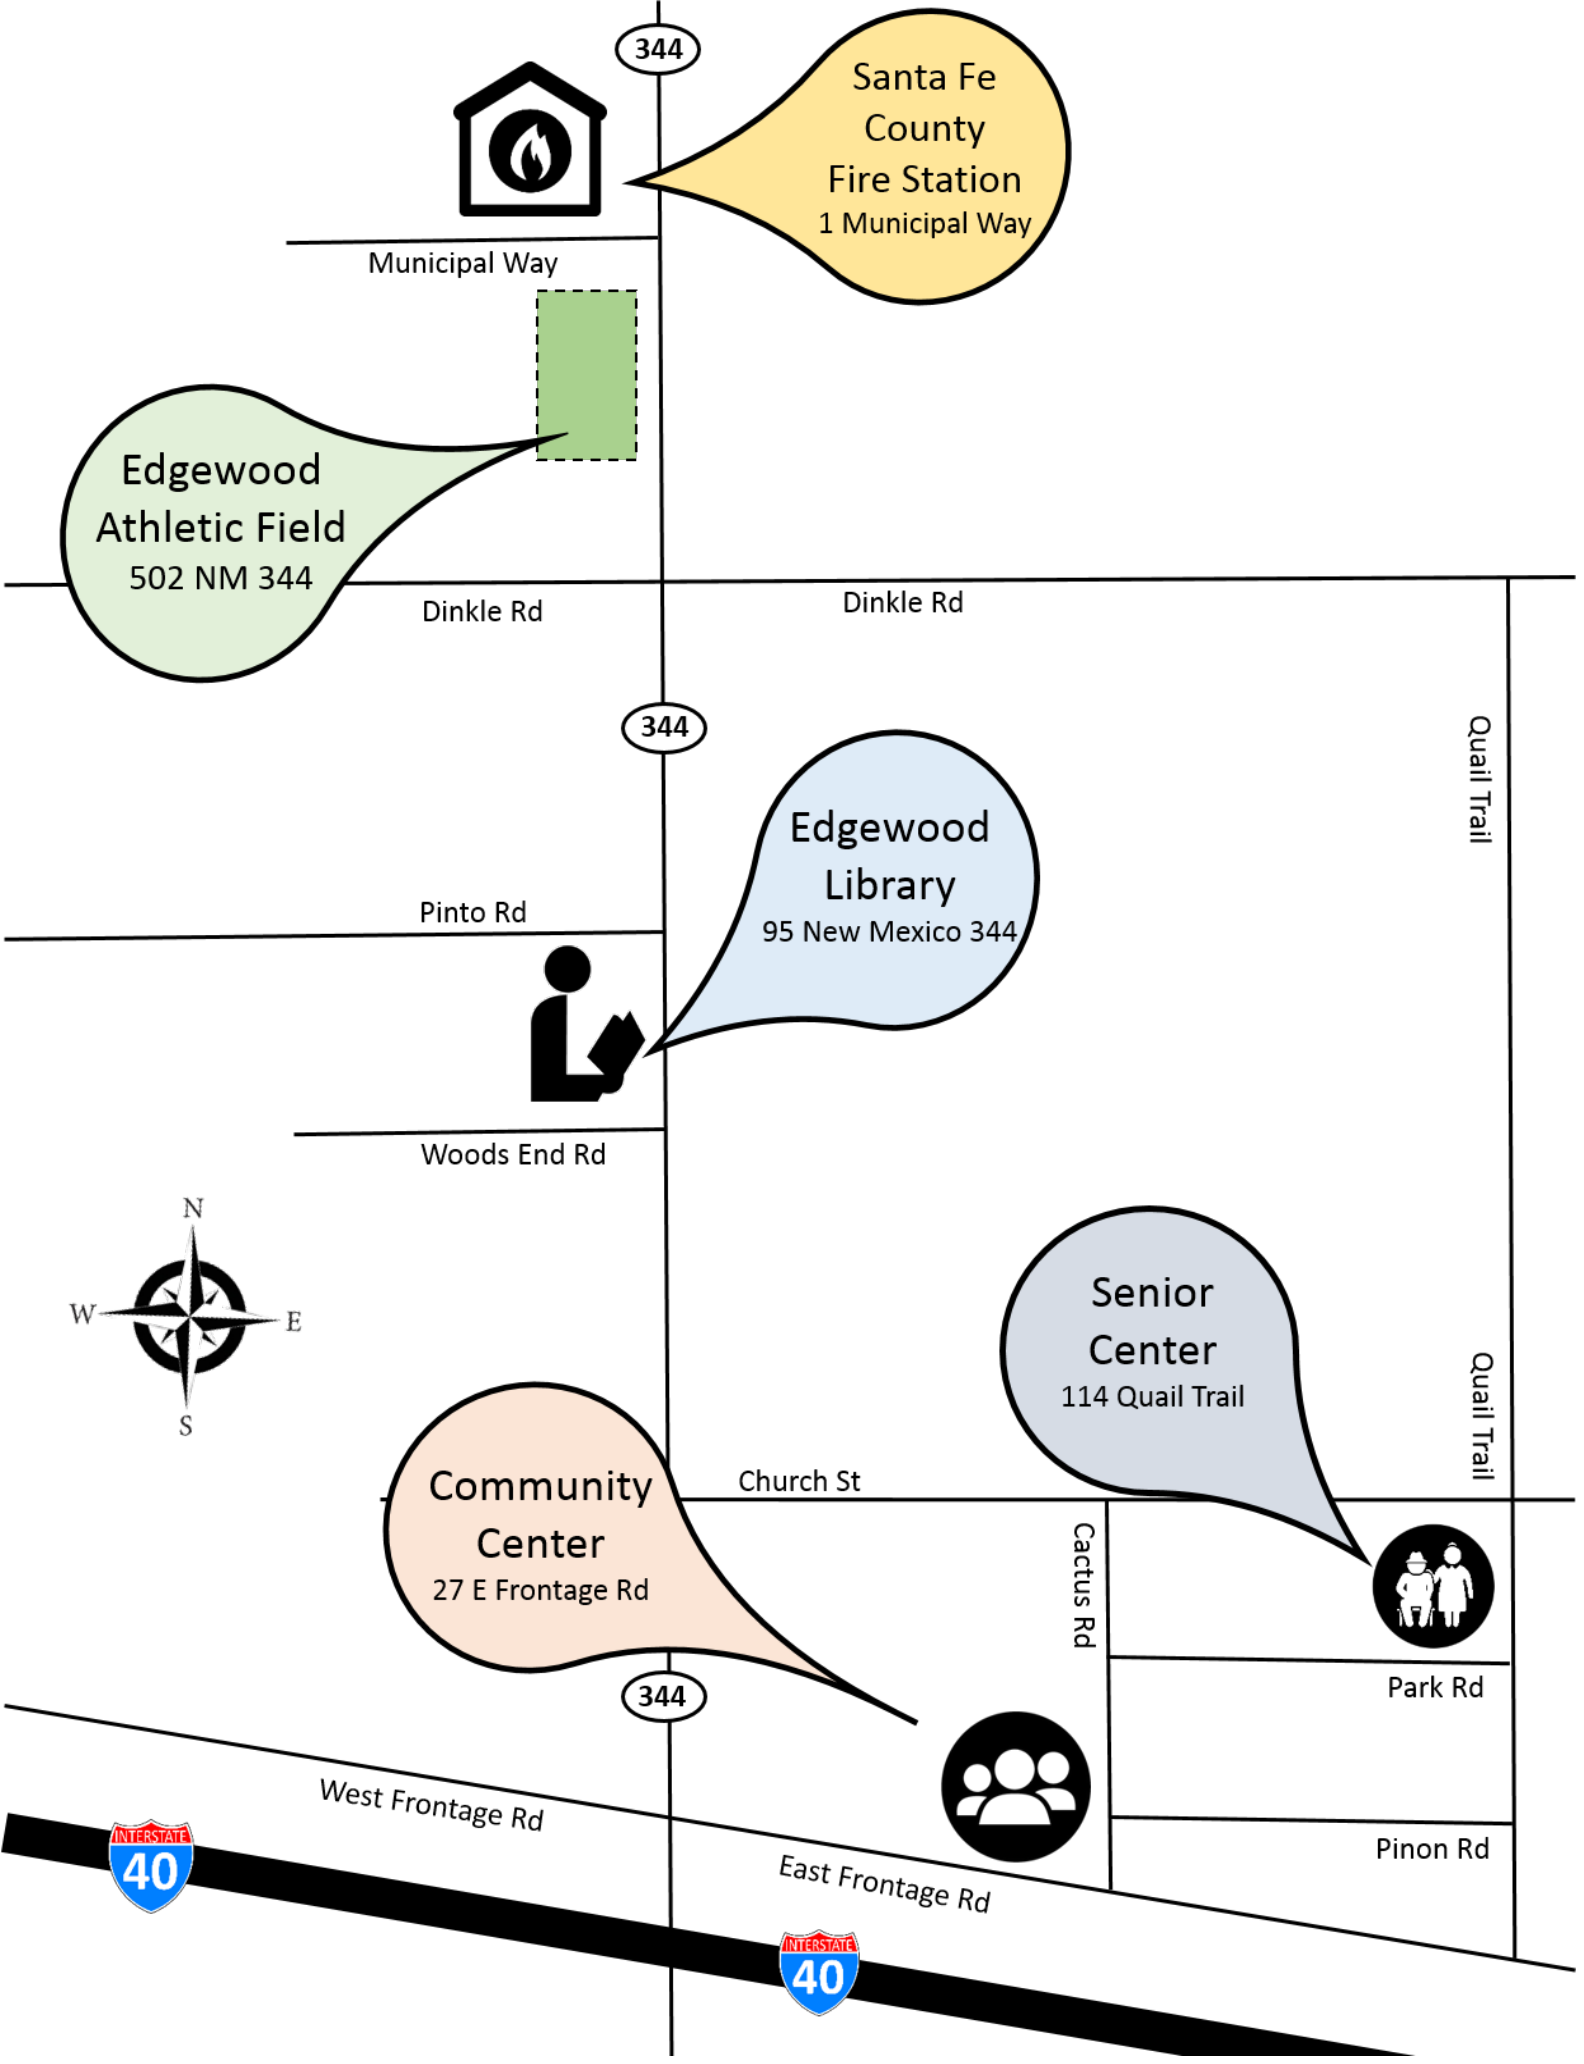 344
Santa Fe
County
Fire Station
1 Municipal Way
Municipal Way
Edgewood
Athletic Field
502 NM 344
Dinkle Rd
Dinkle Rd
344
Quail Trail
Edgewood
Library
95 New Mexico 344
Pinto Rd
Woods End Rd
N
W
E
S
Senior
Center
114 Quail Trail
Quail Trail
Community
Center
27 E Frontage Rd
Church St
Cactus Rd
Park Rd
344
West Frontage Rd
East Frontage Rd
Pinon Rd
INTERSTATE
40
INTERSTATE
40